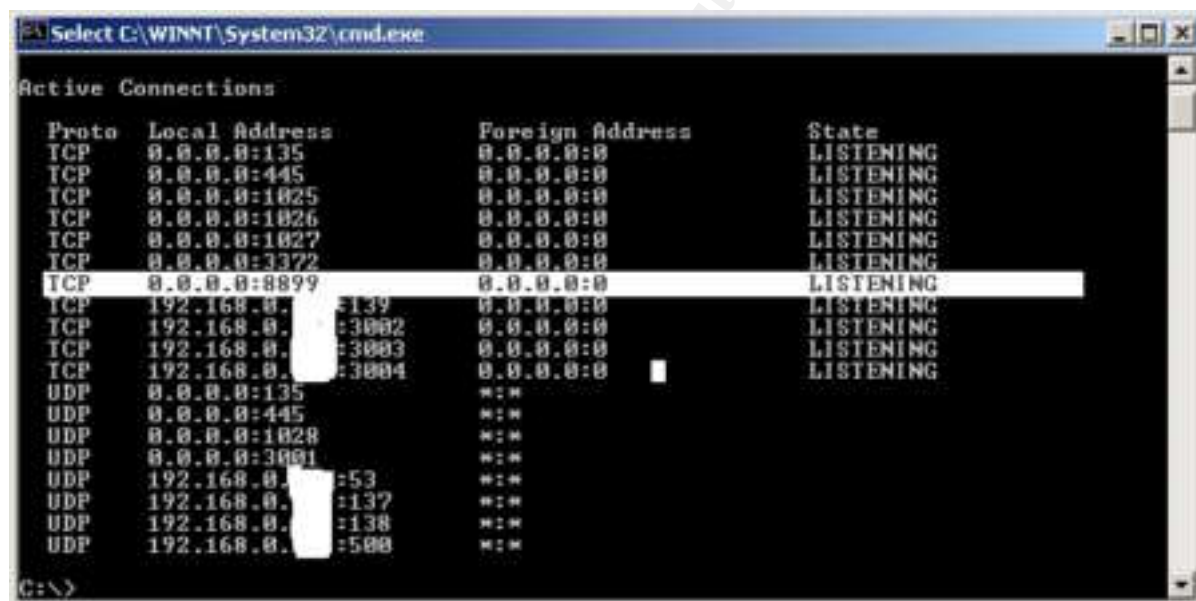 Select C:\WINNT\System32\cmd.exe
Active Connections
Proto Local Address Foreign Address State
TCP 0.0.0.0:135 0.0.0.0:0 LISTENING
TCP 0.0.0.0:445 0.0.0.0:0 LISTENING
TCP 0.0.0.0:1025 0.0.0.0:0 LISTENING
TCP 0.0.0.0:1026 0.0.0.0:0 LISTENING
TCP 0.0.0.0:1027 0.0.0.0:0 LISTENING
TCP 0.0.0.0:3372 0.0.0.0:0 LISTENING
TCP 0.0.0.0:8899 0.0.0.0:0 LISTENING
TCP 192.168.0. :139 0.0.0.0:0 LISTENING
TCP 192.168.0. :3002 0.0.0.0:0 LISTENING
TCP 192.168.0. :3003 0.0.0.0:0 LISTENING
TCP 192.168.0. :3004 0.0.0.0:0 LISTENING
UDP 0.0.0.0:135 *:*
UDP 0.0.0.0:445 *:*
UDP 0.0.0.0:1028 *:*
UDP 0.0.0.0:3001 *:*
UDP 192.168.0. :53 *:*
UDP 192.168.0. :137 *:*
UDP 192.168.0. :138 *:*
UDP 192.168.0. :500 *:*
C:\>